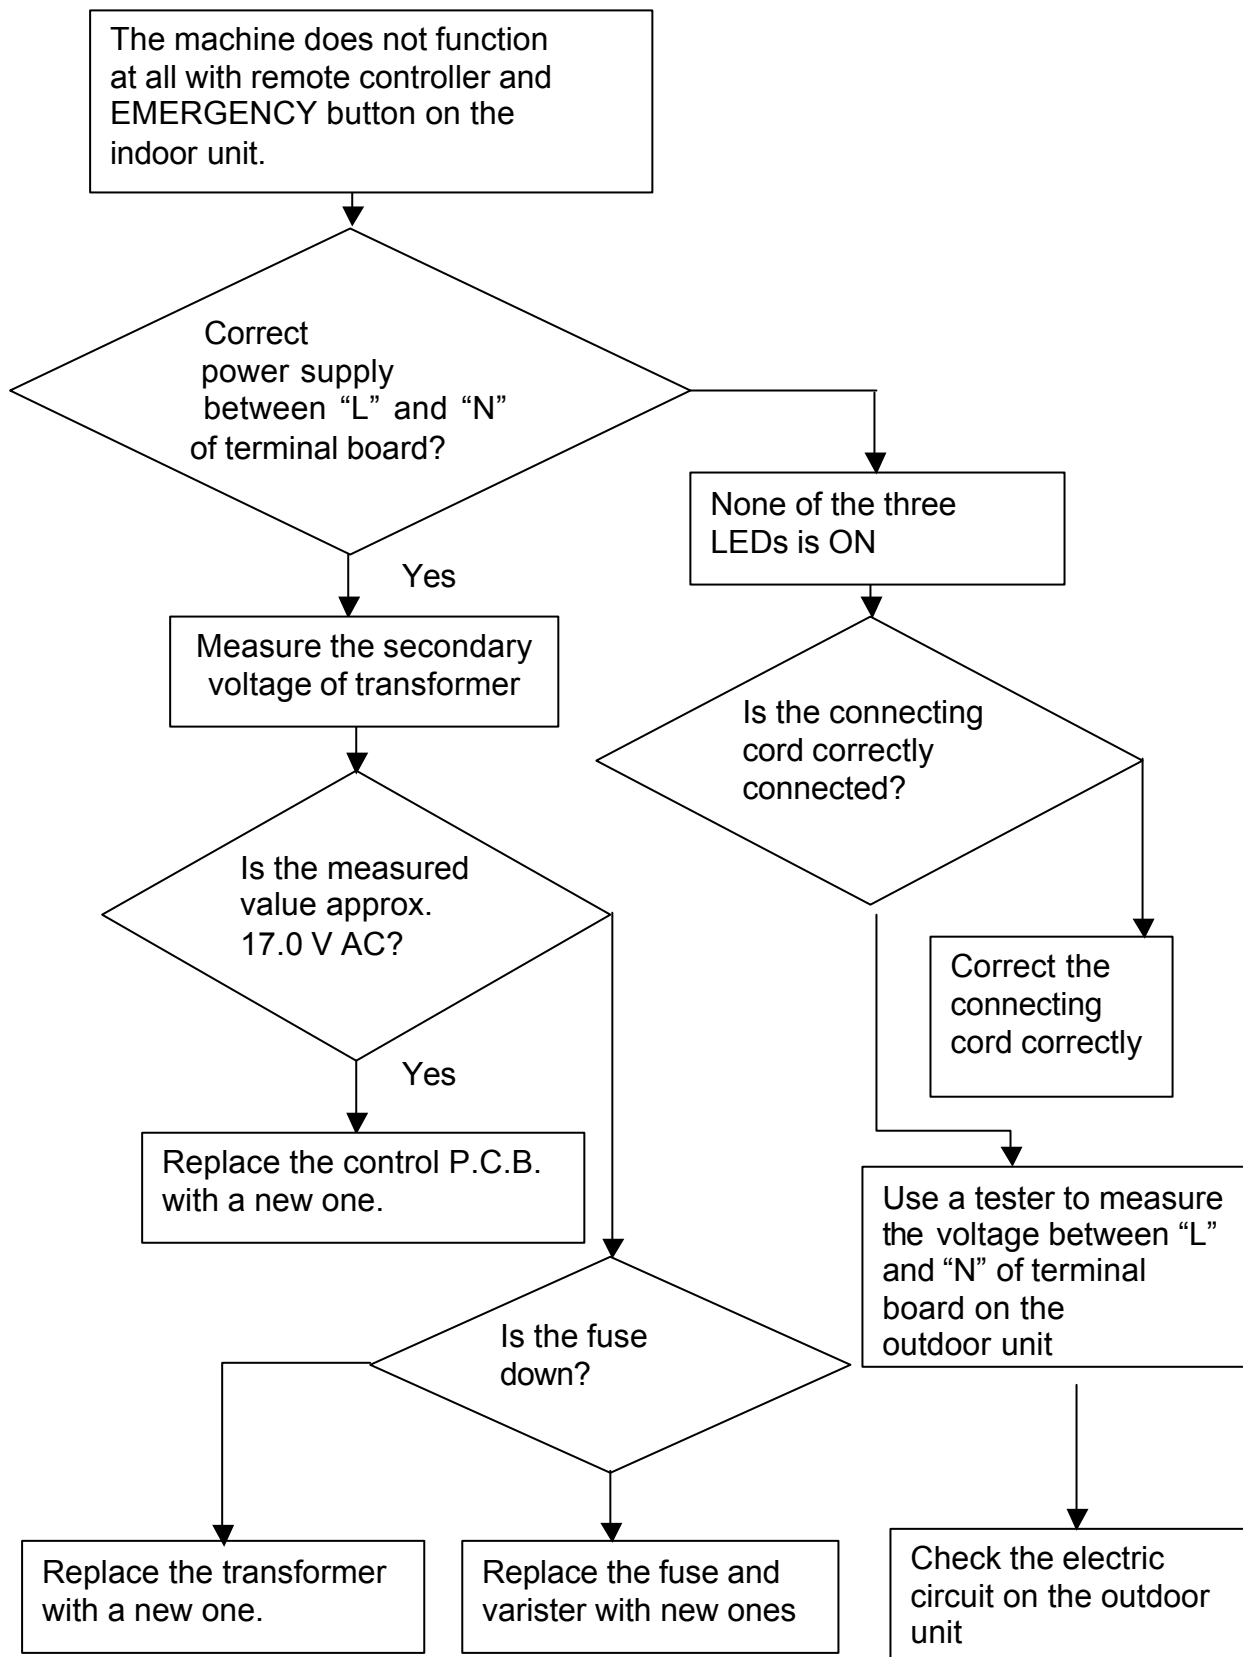 The machine does not function
at all with remote controller and
EMERGENCY button on the
indoor unit.
Correct
power supply
between “L” and “N”
of terminal board?
Yes
None of the three
LEDs is ON
Measure the secondary
voltage of transformer
Is the connecting
cord correctly
connected?
Is the measured
value approx.
17.0 V AC?
Yes
Correct the
connecting
cord correctly
Replace the control P.C.B.
with a new one.
Use a tester to measure
the voltage between “L”
and “N” of terminal
board on the
outdoor unit
Is the fuse
down?
Replace the transformer
with a new one.
Replace the fuse and
varister with new ones
Check the electric
circuit on the outdoor
unit